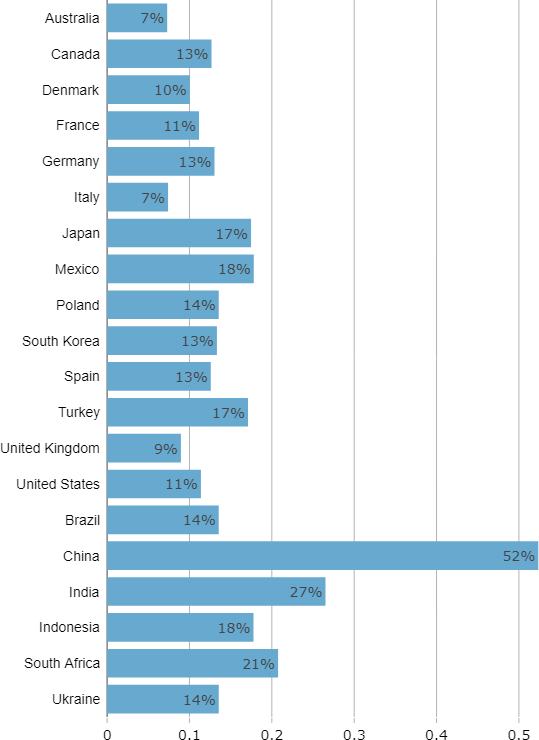 Australia 7%
Canada 13%
Denmark 10%
France 11%
Germany 13%
Italy 7%
Japan 17%
Mexico 18%
Poland 14%
South Korea 13%
Spain 13%
Turkey 17%
United Kingdom 9%
United States 11%
Brazil 14%
China 52%
India 27%
Indonesia 18%
South Africa 21%
Ukraine 14%
0 0.1 0.2 0.3 0.4 0.5